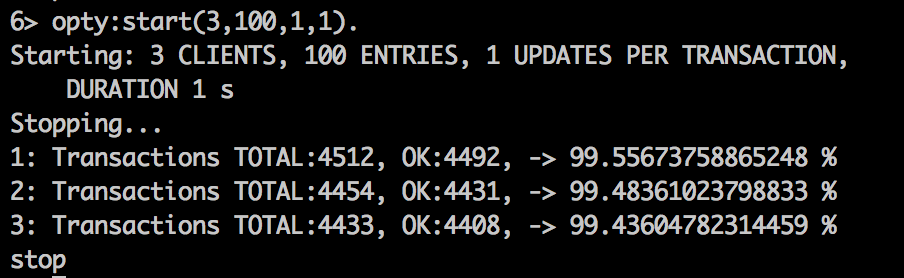 6> opty:start(3,100,1,1).
Starting: 3 CLIENTS, 100 ENTRIES, 1 UPDATES PER TRANSACTION,
DURATION 1 s
Stopping...
1: Transactions TOTAL:4512, OK:4492, -> 99.55673758865248 %
2: Transactions TOTAL:4454, OK:4431, -> 99.48361023798833 %
3: Transactions TOTAL:4433, OK:4408, -> 99.43604782314459 %
stop